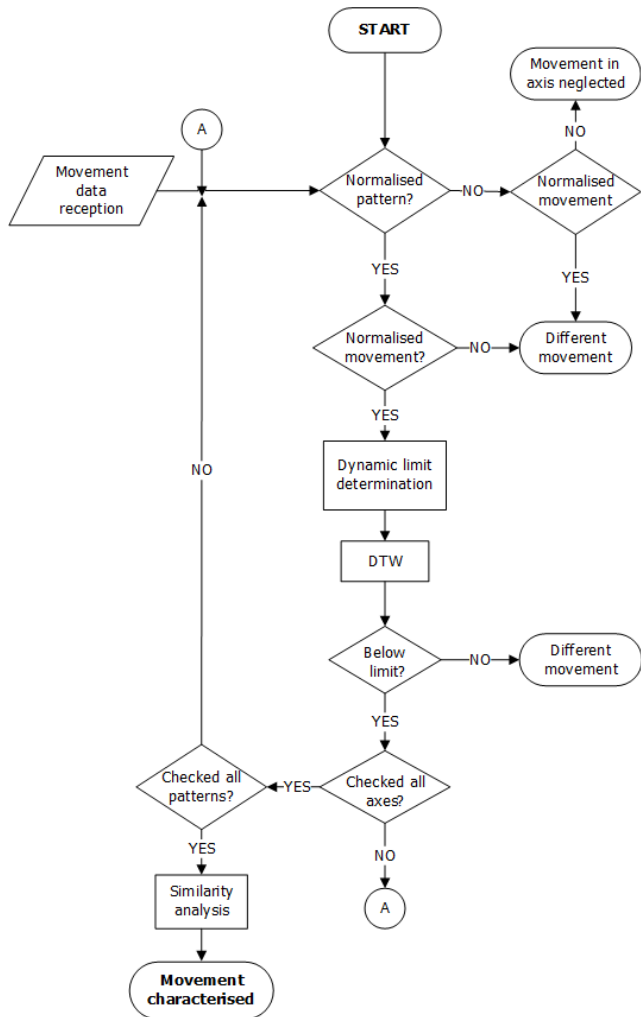 START
Movement in
axis neglected
A
NO
Movement
data
reception
Normalised
pattern?
NO
Normalised
movement
YES
YES
Normalised
movement?
NO
Different
movement
YES
Dynamic limit
determination
NO
DTW
Below
limit?
NO
Different
movement
YES
Checked all
patterns?
YES
Checked all
axes?
YES
NO
Similarity
analysis
A
Movement
characterised